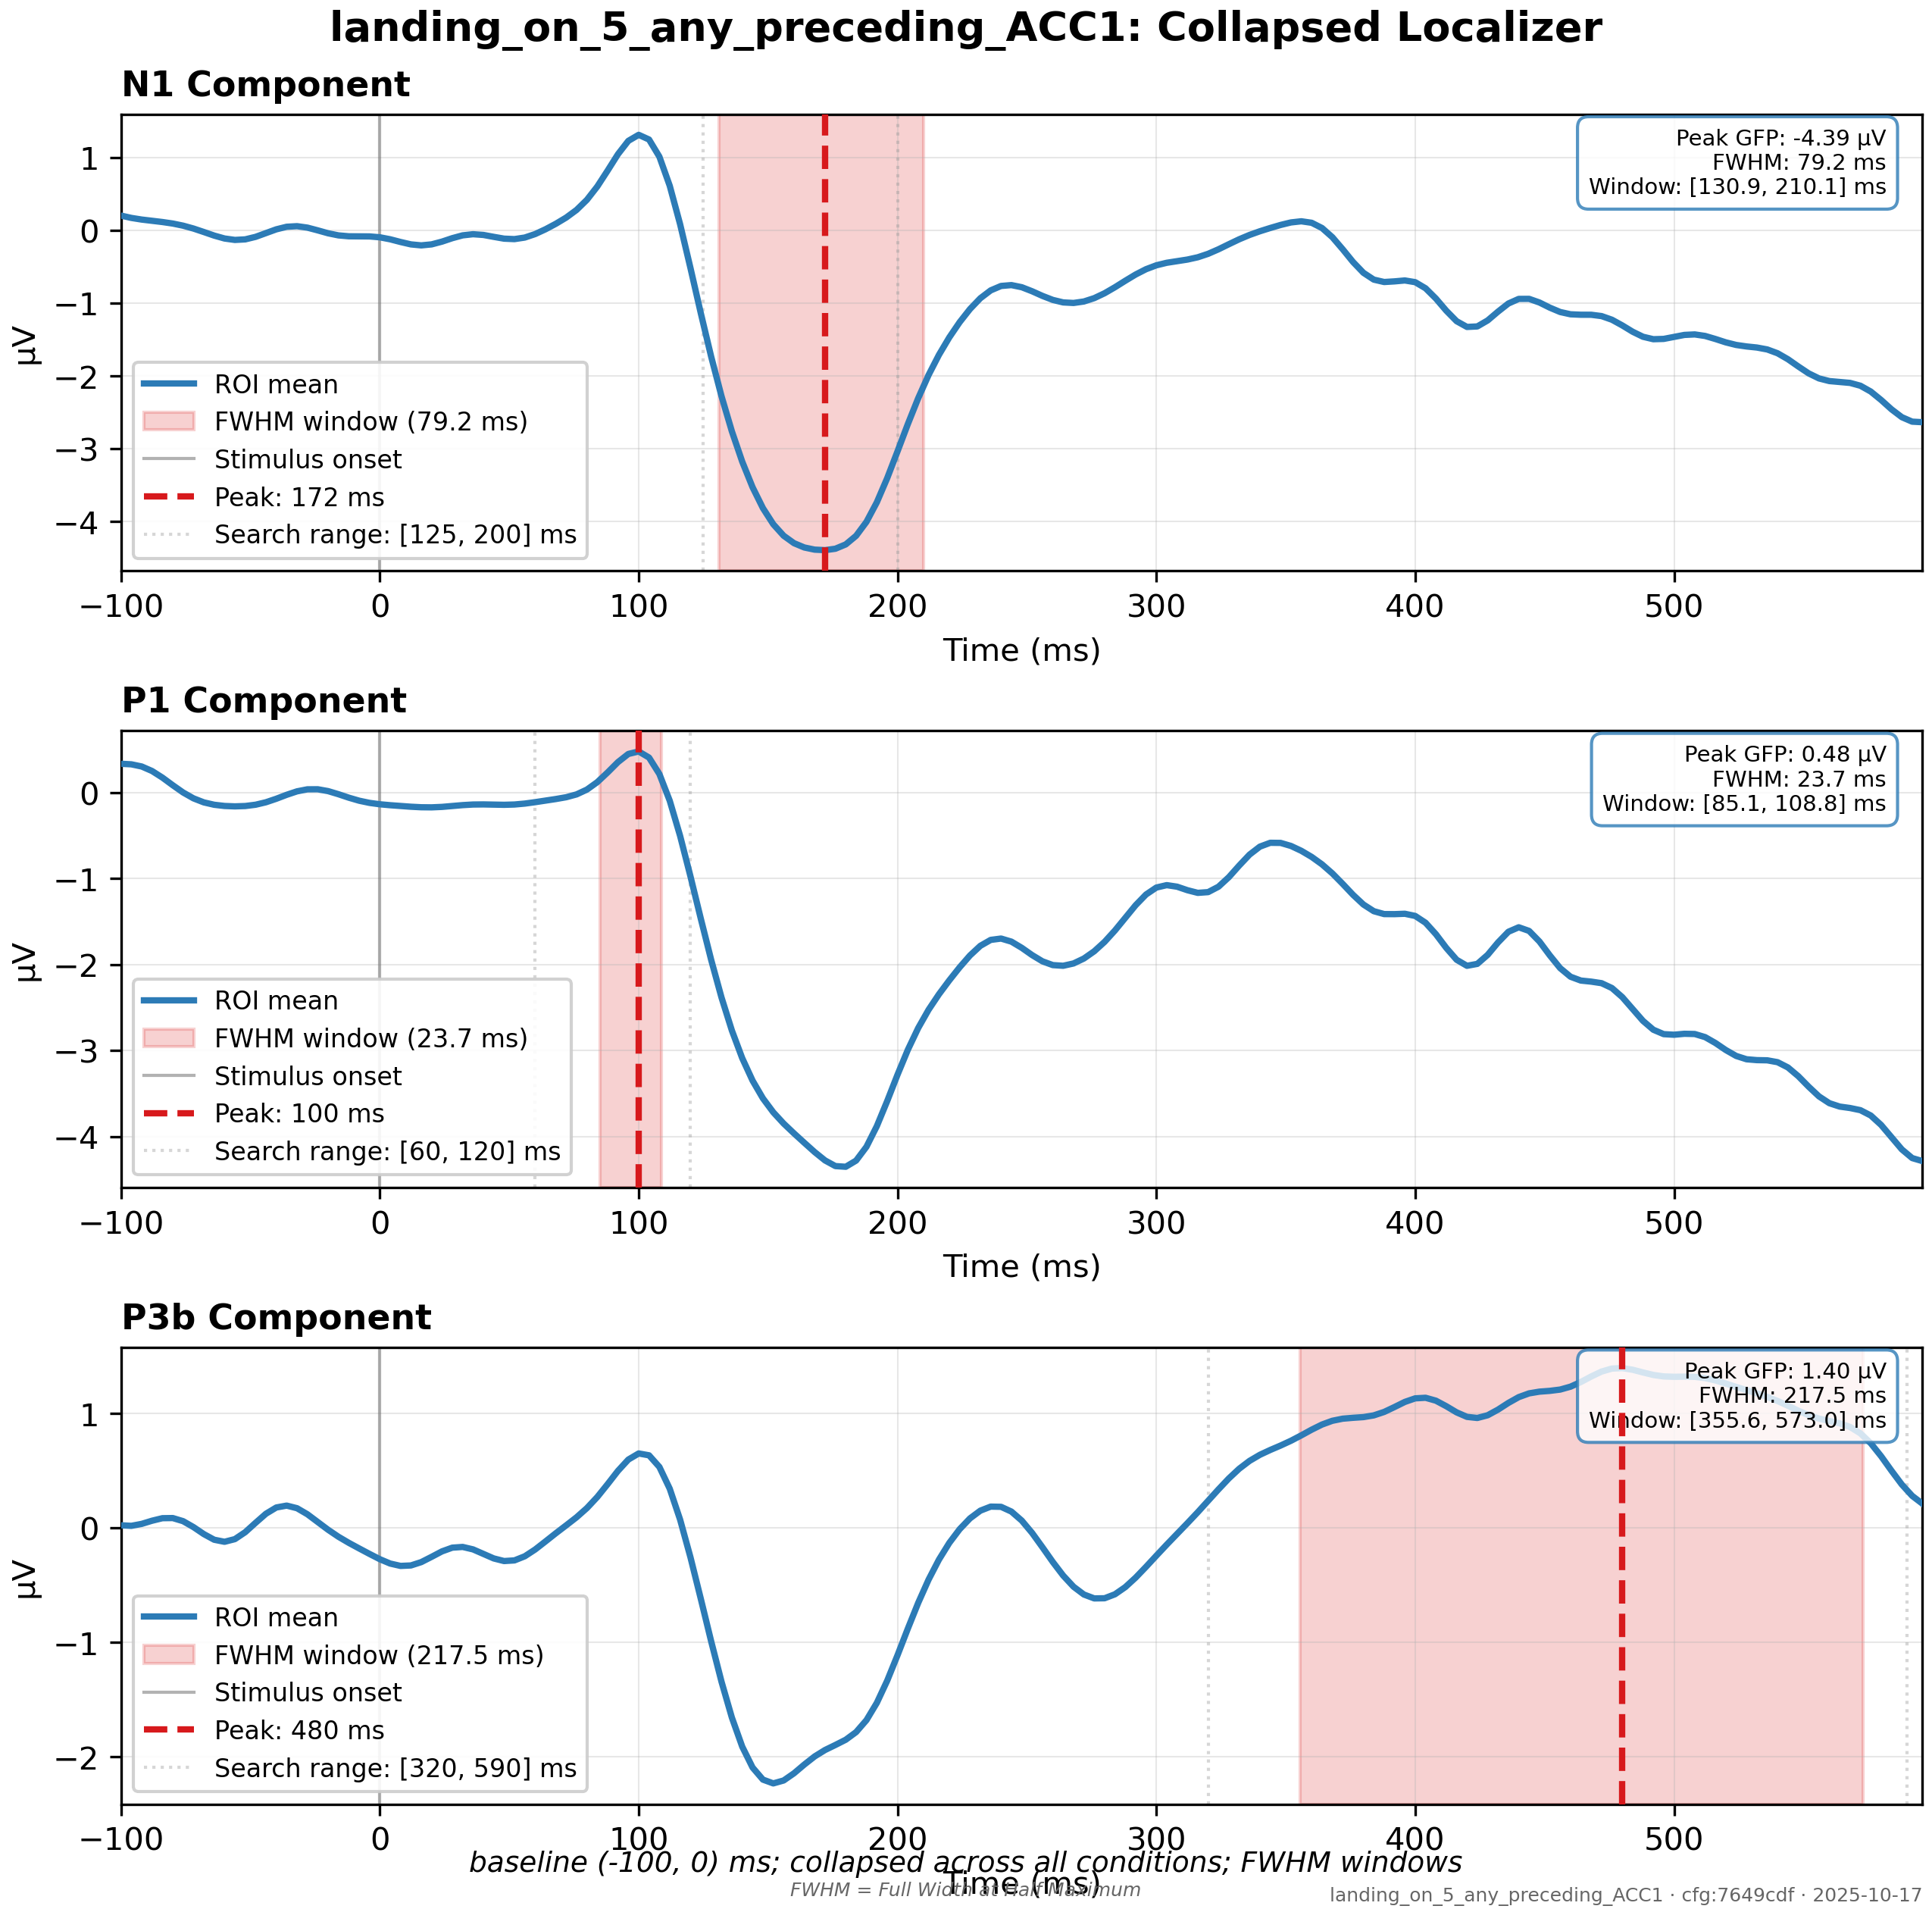 landing_on_5_any_preceding_ACC1: Collapsed Localizer
N1 Component
Peak GFP: -4.39 µV
FWHM: 79.2 ms
Window: [130.9, 210.1] ms
1
0
−1
−2
−3
−4
µV
ROI mean
FWHM window (79.2 ms)
Stimulus onset
Peak: 172 ms
Search range: [125, 200] ms
−100 0 100 200 300 400 500
Time (ms)
P1 Component
Peak GFP: 0.48 µV
FWHM: 23.7 ms
Window: [85.1, 108.8] ms
0
−1
−2
−3
−4
µV
ROI mean
FWHM window (23.7 ms)
Stimulus onset
Peak: 100 ms
Search range: [60, 120] ms
−100 0 100 200 300 400 500
Time (ms)
P3b Component
Peak GFP: 1.40 µV
FWHM: 217.5 ms
Window: [355.6, 573.0] ms
1
0
−1
−2
µV
ROI mean
FWHM window (217.5 ms)
Stimulus onset
Peak: 480 ms
Search range: [320, 590] ms
−100 0 100 200 300 400 500
baseline (-100, 0) ms; collapsed across all conditions; FWHM windows
Time (ms)
FWHM = Full Width at Half Maximum
landing_on_5_any_preceding_ACC1 · cfg:7649cdf · 2025-10-17